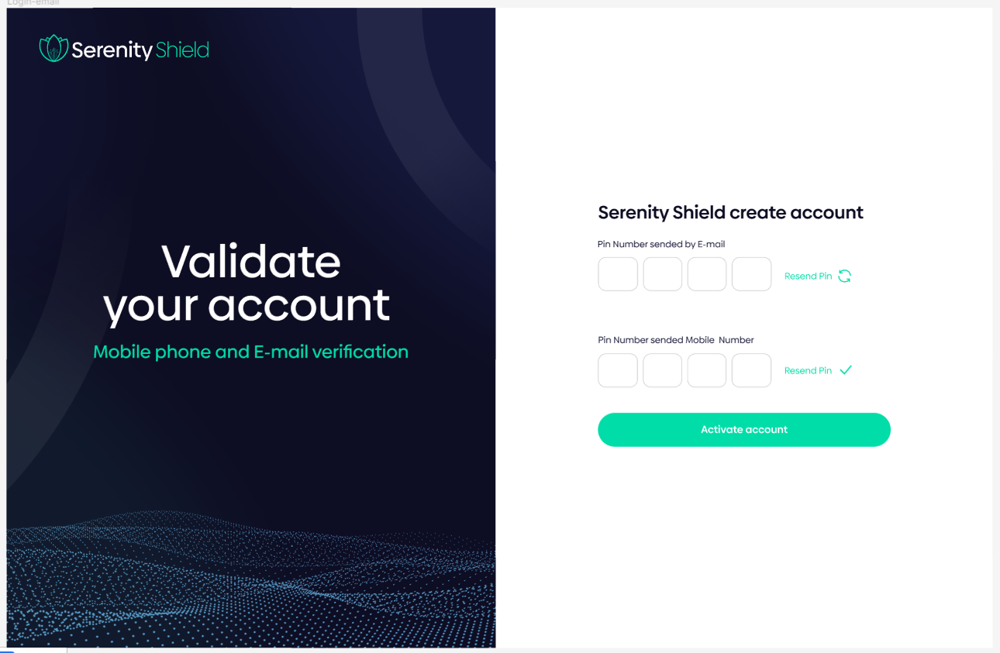 Login-email
Serenity Shield
Validate
your account
Mobile phone and E-mail verification
Serenity Shield create account
Pin Number sended by E-mail
Resend Pin
Pin Number sended Mobile Number
Resend Pin
Activate account